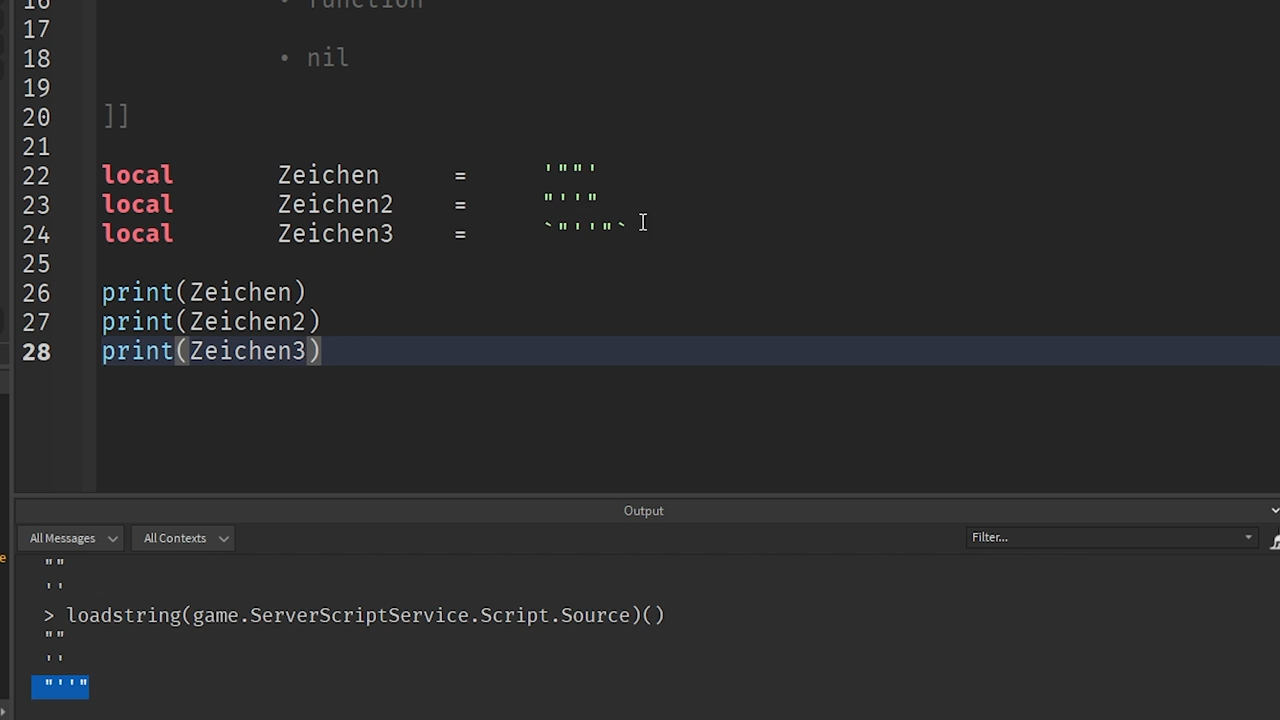 16 • function
17
18 • nil
19
20 ]]
21
22 local Zeichen = '""'
23 local Zeichen2 = "''"
24 local Zeichen3 = `"''"`
25
26 print(Zeichen)
27 print(Zeichen2)
28 print(Zeichen3)
Output
All Messages All Contexts Filter...
""
''
> loadstring(game.ServerScriptService.Script.Source)()
""
''
"''"